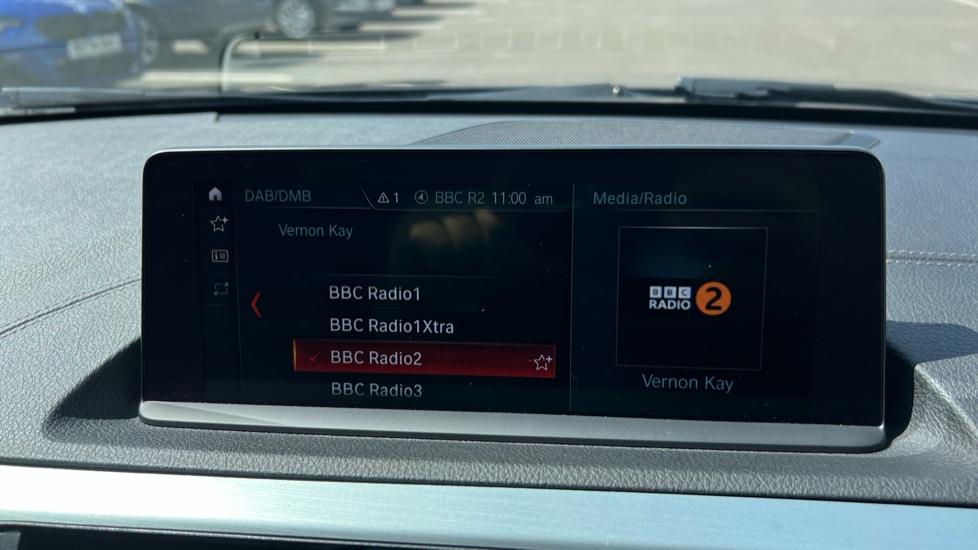 DAB/DMB
1 BBC R2 11:00 am
Media/Radio
Vernon Kay
BBC Radio1
BBC Radio1Xtra
BBC Radio2
BBC Radio3
BBC
RADIO 2
Vernon Kay